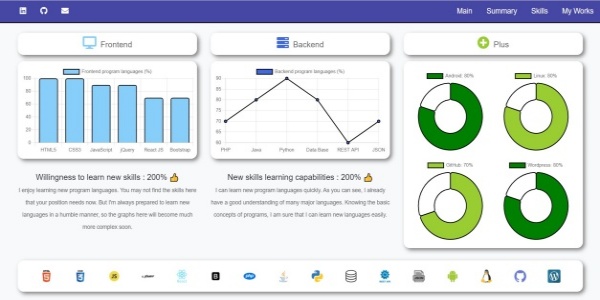 Main Summary Skills My Works
Frontend
Frontend program languages (%)
100
80
60
40
20
0
HTML5 CSS3 JavaScript jQuery React JS Bootstrap
Willingness to learn new skills : 200%
I enjoy learning new program languages. You may not find the skills here
that your position needs now. But I'm always prepared to learn new
languages in a humble manner, so the graphs here will become much
more complex soon.
Backend
Backend program languages (%)
90
85
80
75
70
65
60
PHP Java Python Data Base REST API JSON
New skills learning capabilities : 200%
I can learn new program languages quickly. As you can see, I already
have a good understanding of many major languages. Knowing the basic
concepts of programs, I am sure that I can learn new languages easily.
Plus
Android: 80%
Linux: 90%
GitHub: 70%
Wordpress: 80%